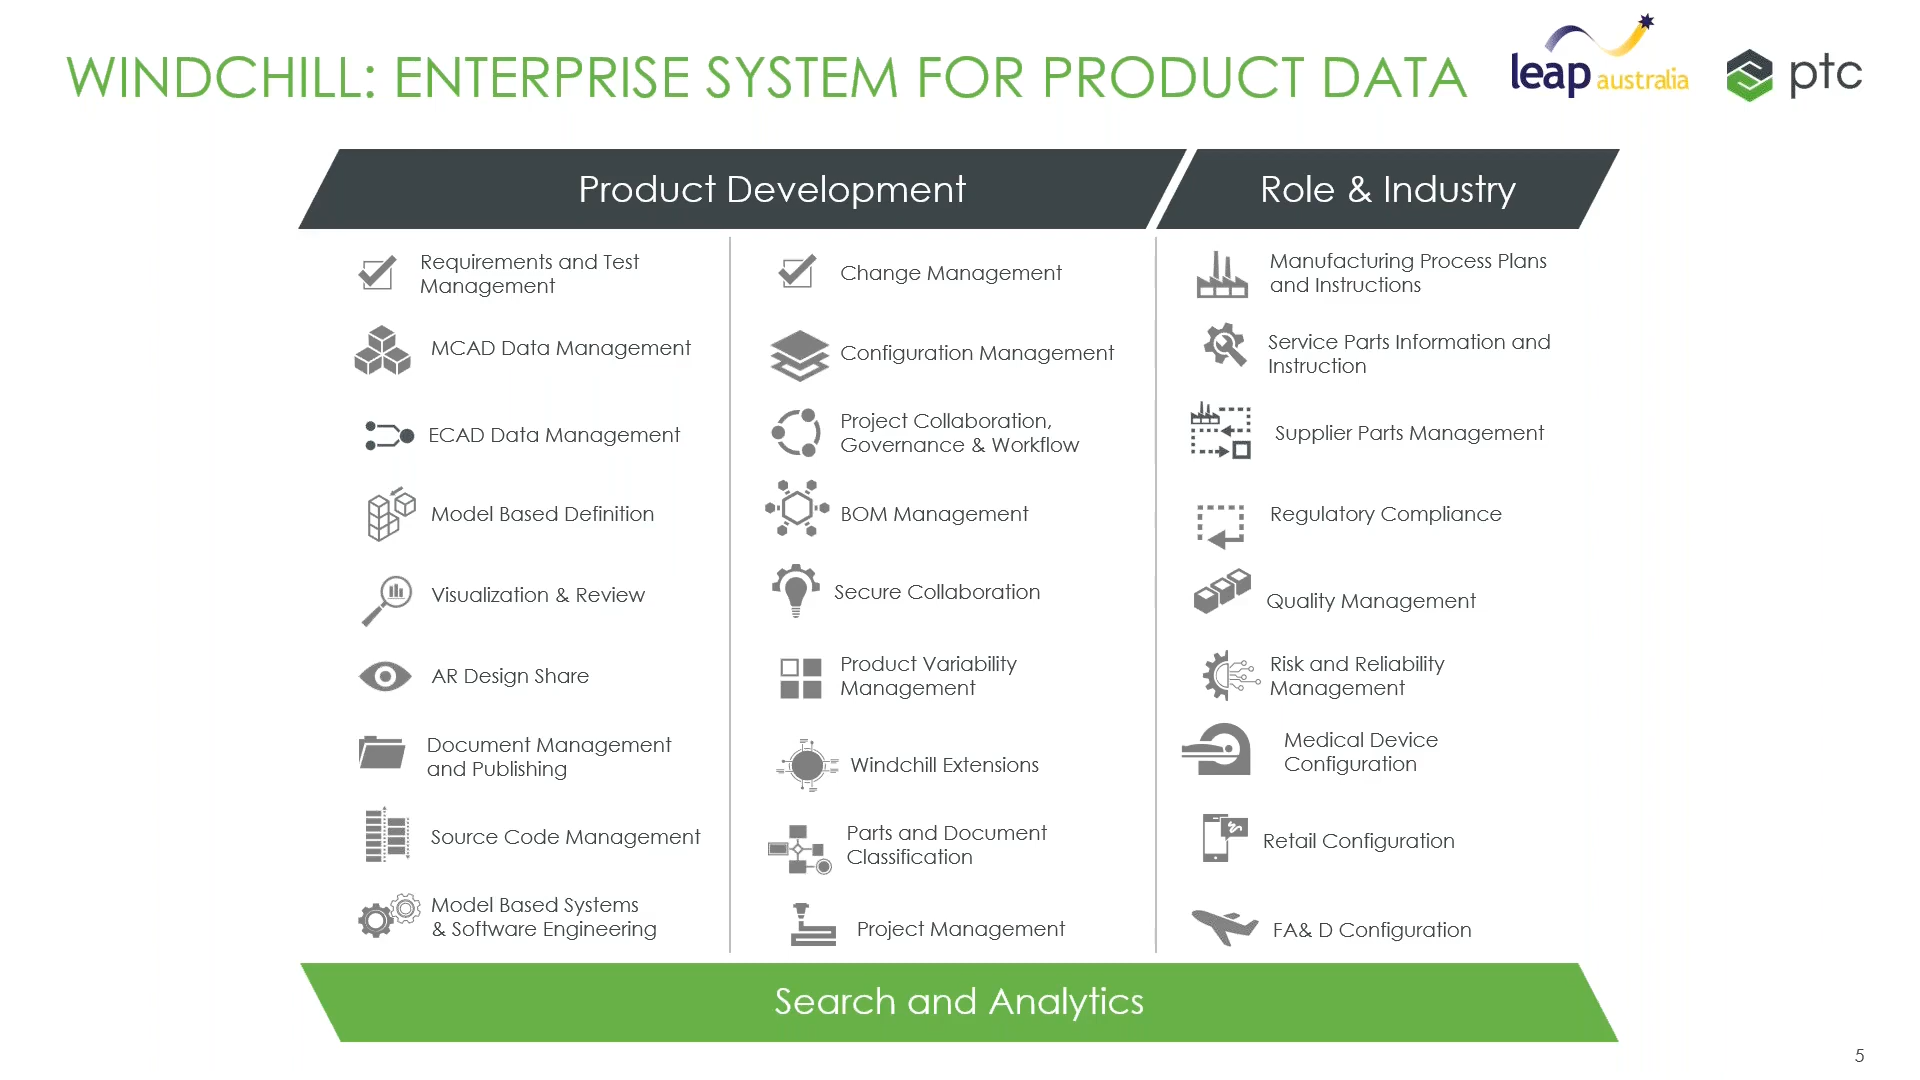 WINDCHILL: ENTERPRISE SYSTEM FOR PRODUCT DATA
leap australia
ptc
Product Development
Role & Industry
Requirements and Test
Management
MCAD Data Management
ECAD Data Management
Model Based Definition
Visualization & Review
AR Design Share
Document Management
and Publishing
Source Code Management
Model Based Systems
& Software Engineering
Change Management
Configuration Management
Project Collaboration,
Governance & Workflow
BOM Management
Secure Collaboration
Product Variability
Management
Windchill Extensions
Parts and Document
Classification
Project Management
Manufacturing Process Plans
and Instructions
Service Parts Information and
Instruction
Supplier Parts Management
Regulatory Compliance
Quality Management
Risk and Reliability
Management
Medical Device
Configuration
Retail Configuration
FA& D Configuration
Search and Analytics
5